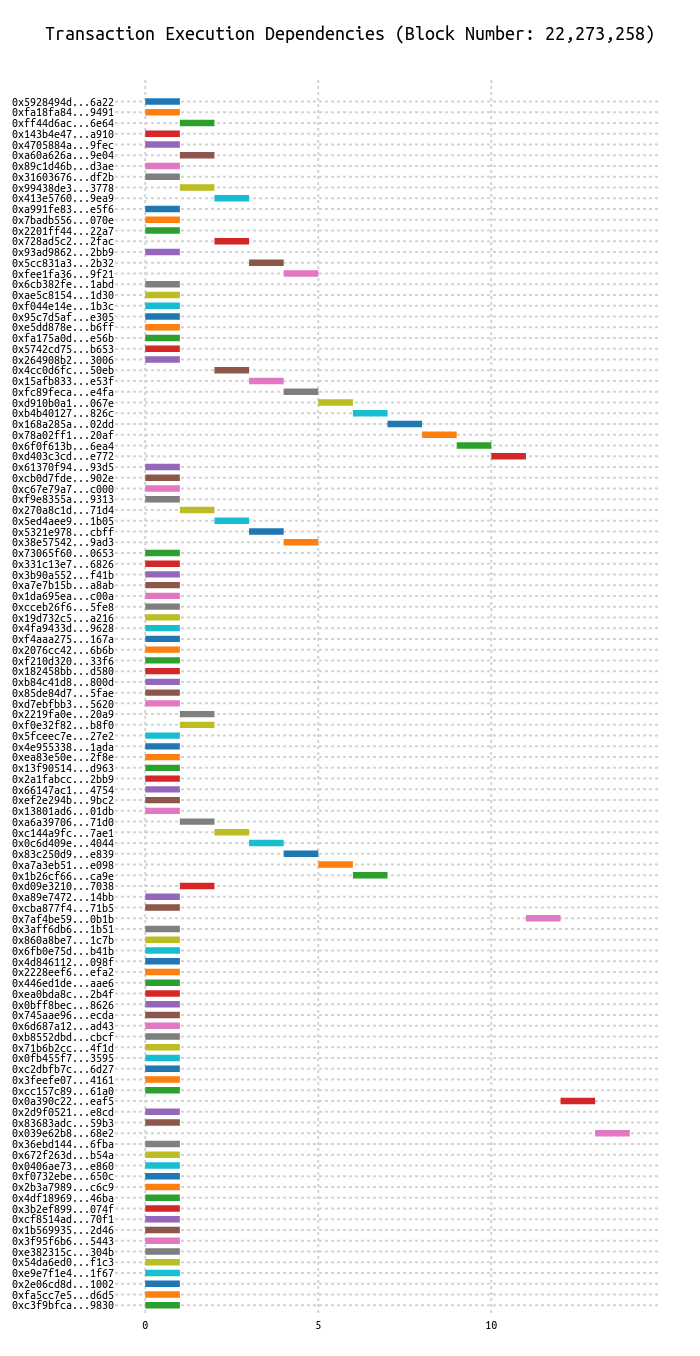 Transaction Execution Dependencies (Block Number: 22,273,258)
0x5928494d...6a22
0xfa18fa84...9491
0xff44d6ac...6e64
0x143b4e47...a910
0x4705884a...9fec
0xa60a626a...9e04
0x89c1d46b...d3ae
0x31603676...df2b
0x99438de3...3778
0x413e5760...9ea9
0xa991fe83...e5f6
0x7badb556...070e
0x2201ff44...22a7
0x728ad5c2...2fac
0x93ad9862...2bb9
0x5cc831a3...2b32
0xfee1fa36...9f21
0x6cb382fe...1abd
0xae5c8154...1d30
0xf044e14e...1b3c
0x95c7d5af...e305
0xe5dd878e...b6ff
0xfa175a0d...e56b
0x5742cd75...b653
0x264908b2...3006
0x4cc0d6fc...50eb
0x15afb833...e53f
0xfc89feca...e4fa
0xd910b0a1...067e
0xb4b40127...826c
0x168a285a...02dd
0x78a02ff1...20af
0x6f0f613b...6ea4
0xd403c3cd...e772
0x61370f94...93d5
0xcb0d7fde...902e
0xc67e79a7...c000
0xf9e8355a...9313
0x270a8c1d...71d4
0x5ed4aee9...1b05
0x5321e978...cbff
0x38e57542...9ad3
0x73065f60...0653
0x331c13e7...6826
0x3b90a552...f41b
0xa7e7b15b...a8ab
0x1da695ea...c00a
0xcceb26f6...5fe8
0x19d732c5...a216
0x4fa9433d...9628
0xf4aaa275...167a
0x2076cc42...6b6b
0xf210d320...33f6
0x182458bb...d580
0xb84c41d8...800d
0x85de84d7...5fae
0xd7ebfbb3...5620
0x2219fa0e...20a9
0xf0e32f82...b8f0
0x5fceec7e...27e2
0x4e955338...1ada
0xea83e50e...2f8e
0x13f90514...d963
0x2a1fabcc...2bb9
0x66147ac1...4754
0xef2e294b...9bc2
0x13801ad6...01db
0xa6a39706...71d0
0xc144a9fc...7ae1
0x0c6d409e...4044
0x83c250d9...e839
0xa7a3eb51...e098
0x1b26cf66...ca9e
0xd09e3210...7038
0xa89e7472...14bb
0xcba877f4...71b5
0x7af4be59...0b1b
0x3aff6db6...1b51
0x860a8be7...1c7b
0x6fb0e75d...b41b
0x4d846112...098f
0x2228eef6...efa2
0x446ed1de...aae6
0xea0bda8c...2b4f
0x0bff8bec...8626
0x745aae96...ecda
0x6d687a12...ad43
0xb8552dbd...cbcf
0x71b6b2cc...4f1d
0x0fb455f7...3595
0xc2dbfb7c...6d27
0x3feefe07...4161
0xcc157c89...61a0
0x0a390c22...eaf5
0x2d9f0521...e8cd
0x83683adc...59b3
0x039e62b8...68e2
0x36ebd144...6fba
0x672f263d...b54a
0x0406ae73...e860
0xf0732ebe...650c
0x2b3a7989...c6c9
0x4df18969...46ba
0x3b2ef899...074f
0xcf8514ad...70f1
0x1b569935...2d46
0x3f95f6b6...5443
0xe382315c...304b
0x54da6ed0...f1c3
0xe9e7f1e4...1f67
0x2e06cd8d...1002
0xfa5cc7e5...d6d5
0xc3f9bfca...9830
0 5 10